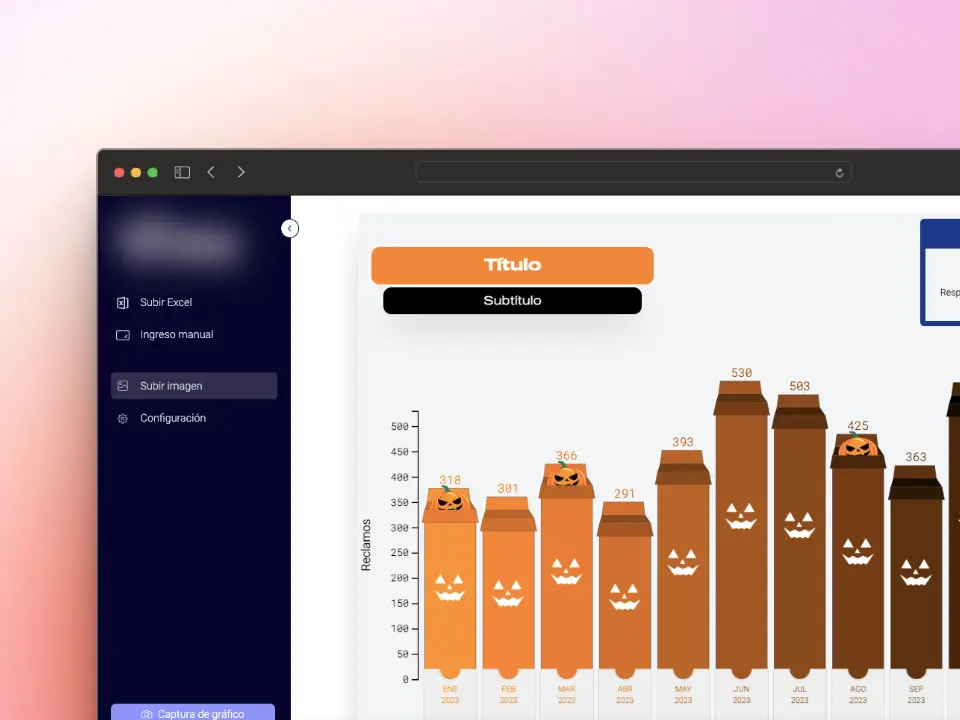 Subir Excel
Ingreso manual
Subir imagen
Configuración
Captura de gráfico
Título
Subtítulo
Resp
Reclamos
500
450
400
350
300
250
200
150
100
50
0
318
301
366
291
393
530
503
425
363
ENE
2023
FEB
2023
MAR
2023
ABR
2023
MAY
2023
JUN
2023
JUL
2023
AGO
2023
SEP
2023